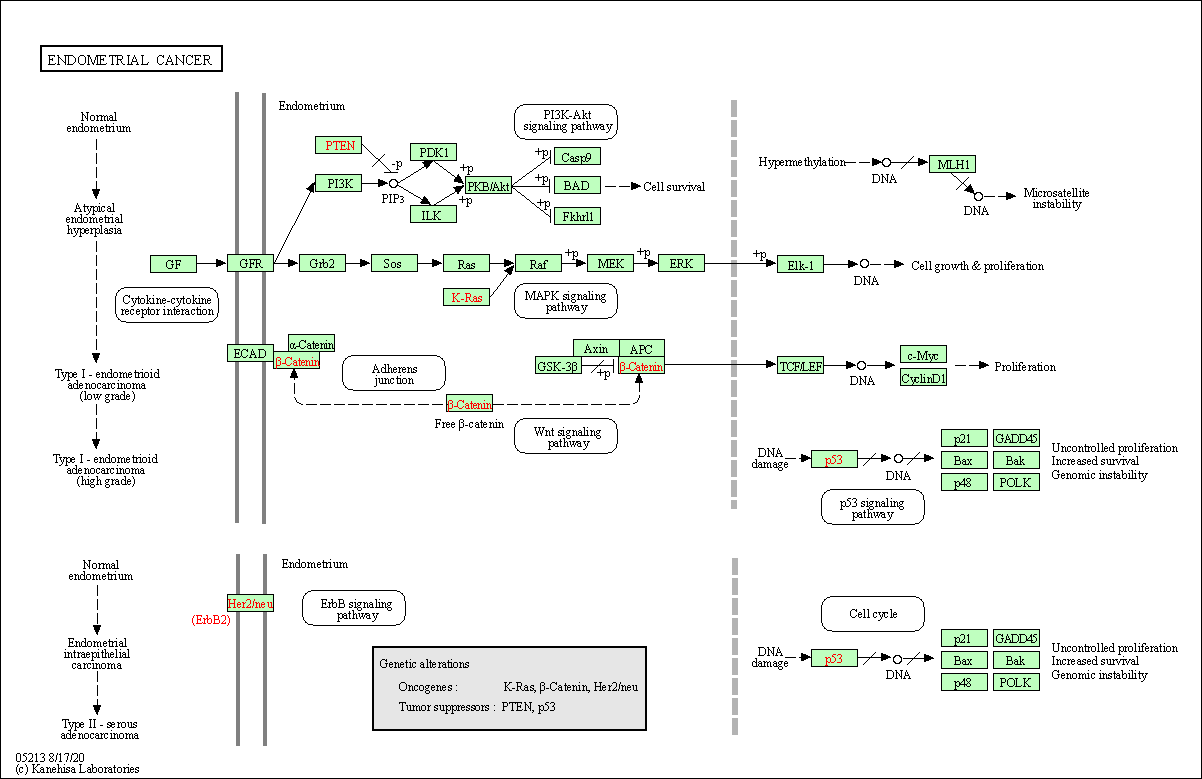 ENDOMETRIAL CANCER
Normal
endometrium
Atypical
endometrial
hyperplasia
Type I - endometrioid
adenocarcinoma
(low grade)
Type I - endometrioid
adenocarcinoma
(high grade)
Endometrium
PI3K-Akt
signaling pathway
PTEN
-p
PDK1
+p
+p
Casp9
PI3K
PIP3
PKB/Akt
+p
BAD
Cell survival
ILK
+p
+p
Fkhrl1
Hypermethylation
DNA
MLH1
DNA
Microsatellite
instability
GF
GFR
Grb2
Sos
Ras
Raf
+p
MEK
+p
ERK
+p
Elk-1
DNA
Cell growth & proliferation
K-Ras
Cytokine-cytokine
receptor interaction
MAPK signaling
pathway
ECAD
α-Catenin
β-Catenin
Adherens
junction
Axin
APC
GSK-3β
+p
β-Catenin
TCF/LEF
DNA
c-Myc
CyclinD1
Proliferation
β-Catenin
Free β-catenin
Wnt signaling
pathway
DNA
damage
p53
DNA
p21
GADD45
Bax
Bak
p48
POLK
Uncontrolled proliferation
Increased survival
Genomic instability
p53 signaling
pathway
Normal
endometrium
Endometrial
intraepithelial
carcinoma
Type II - serous
adenocarcinoma
Endometrium
Her2/neu
(ErbB2)
ErbB signaling
pathway
Cell cycle
DNA
damage
p53
DNA
p21
GADD45
Bax
Bak
p48
POLK
Uncontrolled proliferation
Increased survival
Genomic instability
Genetic alterations
Oncogenes : K-Ras, β-Catenin, Her2/neu
Tumor suppressors : PTEN, p53
05213 8/17/20
(c) Kanehisa Laboratories